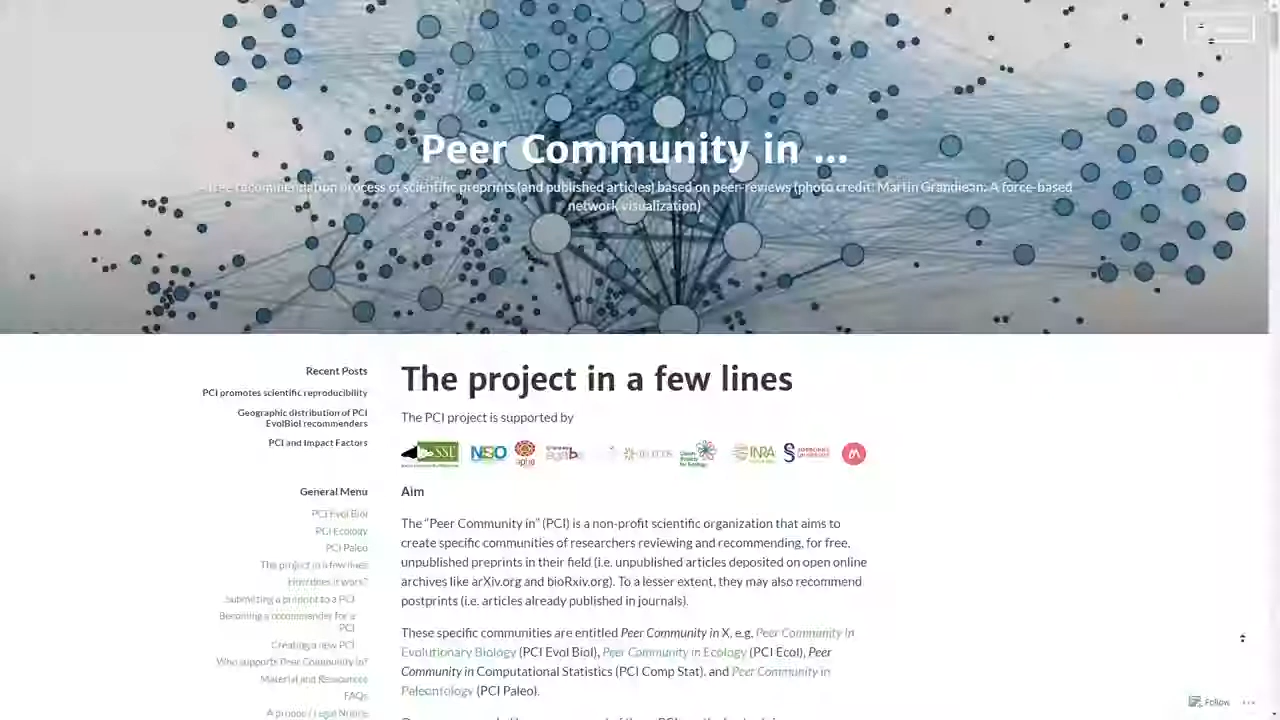 Peer Community in ...
free recommendation process of scientific preprints (and published articles) based on peer-reviews (photo credit: Martin Grandjean: A force-based
network visualization)
Recent Posts
PCI promotes scientific reproducibility
Geographic distribution of PCI
EvolBiol recommenders
PCI and Impact Factors
General Menu
PCI Evol Biol
PCI Ecology
PCI Paleo
The project in a few lines
How does it work?
Submitting a preprint to a PCI
Becoming a recommender for a
PCI
Creating a new PCI
Who supports Peer Community in?
Material and Ressources
FAQs
The project in a few lines
The PCI project is supported by
INRA
Aim
The “Peer Community in” (PCI) is a non-profit scientific organization that aims to
create specific communities of researchers reviewing and recommending, for free,
unpublished preprints in their field (i.e. unpublished articles deposited on open online
archives like arXiv.org and bioRxiv.org). To a lesser extent, they may also recommend
postprints (i.e. articles already published in journals).
These specific communities are entitled Peer Community in X, e.g. Peer Community in
Evolutionary Biology (PCI Evol Biol), Peer Community in Ecology (PCI Ecol), Peer
Community in Computational Statistics (PCI Comp Stat), and Peer Community in
Paleontology (PCI Paleo).
Follow